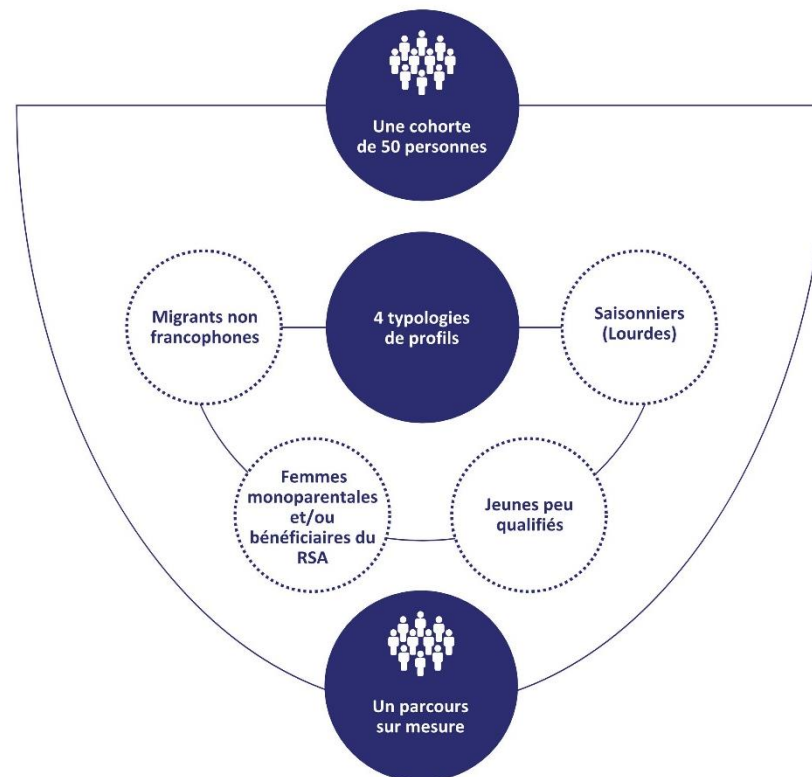 Une cohorte
de 50 personnes
Migrants non
francophones
4 typologies
de profils
Saisonniers
(Lourdes)
Femmes
monoparentales
et/ou
bénéficiaires du
RSA
Jeunes peu
qualifiés
Un parcours
sur mesure